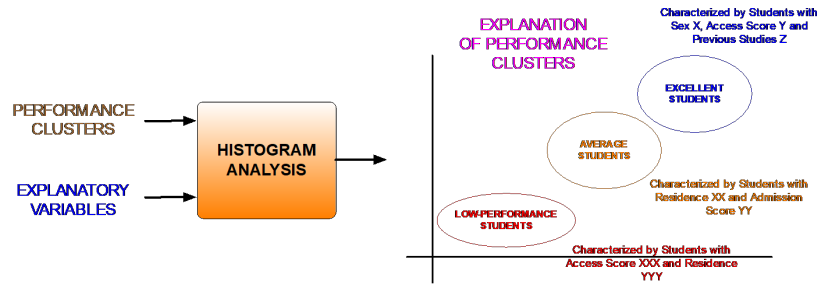 PERFORMANCE
CLUSTERS
EXPLANATORY
VARIABLES
HISTOGRAM
ANALYSIS
EXPLANATION
OF PERFORMANCE
CLUSTERS
Characterized by Students with
Sex X, Access Score Y and
Previous Studies Z
EXCELLENT
STUDENTS
AVERAGE
STUDENTS
Characterized by Students with
Residence XX and Admission
Score YY
LOW-PERFORMANCE
STUDENTS
Characterized by Students with
Access Score XXX and Residence
YYY